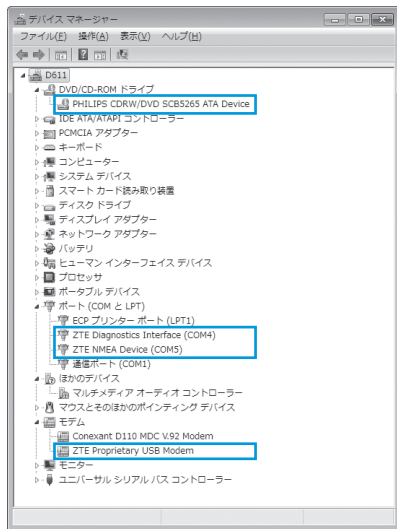 デバイス マネージャー
ファイル(F) 操作(A) 表示(V) ヘルプ(H)
D611
DVD/CD-ROM ドライブ
PHILIPS CDRW/DVD SCB5265 ATA Device
IDE ATA/ATAPI コントローラー
PCMCIA アダプター
キーボード
コンピューター
システム デバイス
スマート カード読み取り装置
ディスク ドライブ
ディスプレイ アダプター
ネットワーク アダプター
バッテリ
ヒューマン インターフェイス デバイス
プロセッサ
ポータブル デバイス
ポート (COM と LPT)
ECP プリンター ポート (LPT1)
ZTE Diagnostics Interface (COM4)
ZTE NMEA Device (COM5)
通信ポート (COM1)
ほかのデバイス
マルチメディア オーディオ コントローラー
マウスとそのほかのポインティング デバイス
モデム
Conexant D110 MDC V.92 Modem
ZTE Proprietary USB Modem
モニター
ユニバーサル シリアル バス コントローラー